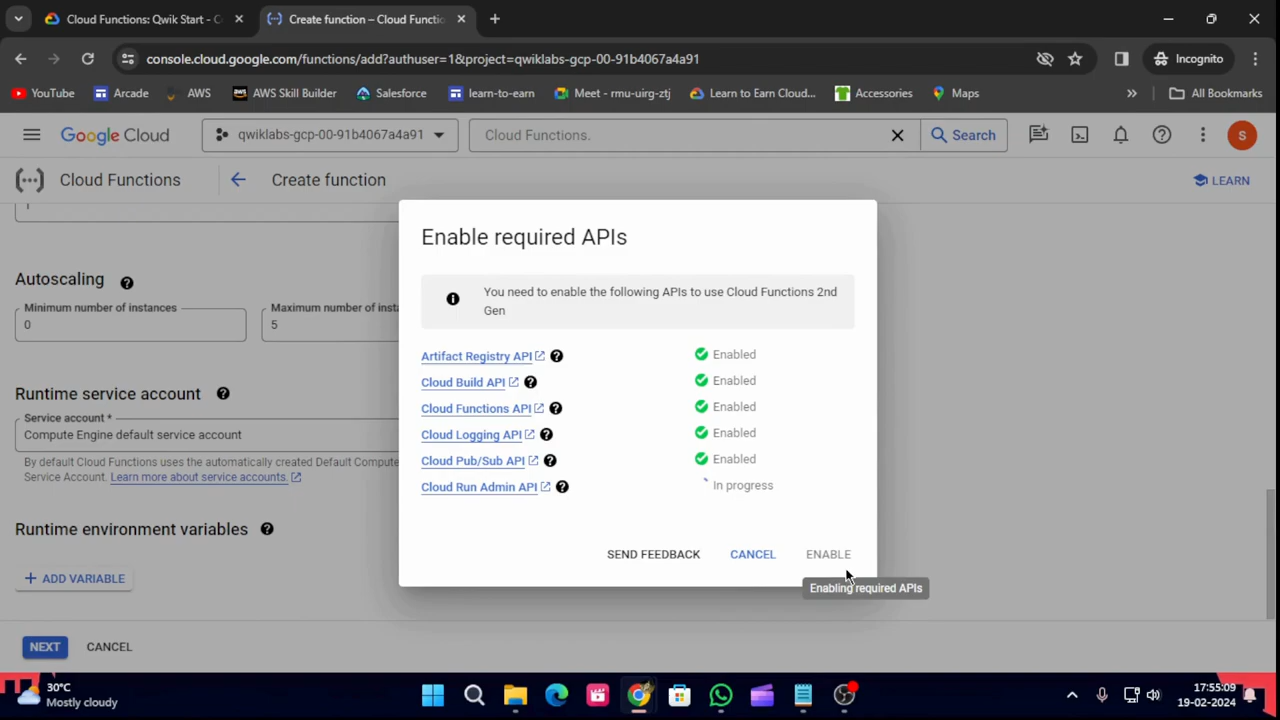 Cloud Functions: Qwik Start - C
Create function – Cloud Functio
console.cloud.google.com/functions/add?authuser=1&project=qwiklabs-gcp-00-91b4067a4a91
Incognito
YouTube
Arcade
AWS
AWS Skill Builder
Salesforce
learn-to-earn
Meet - rmu-uirg-ztj
Learn to Earn Cloud...
Accessories
Maps
»
All Bookmarks
Google Cloud
qwiklabs-gcp-00-91b4067a4a91
Cloud Functions.
Search
S
Cloud Functions
Create function
LEARN
Enable required APIs
You need to enable the following APIs to use Cloud Functions 2nd
Gen
Artifact Registry API
Enabled
Cloud Build API
Enabled
Cloud Functions API
Enabled
Cloud Logging API
Enabled
Cloud Pub/Sub API
Enabled
Cloud Run Admin API
In progress
SEND FEEDBACK
CANCEL
ENABLE
Enabling required APIs
Autoscaling
Minimum number of instances
0
Maximum number of insta
5
Runtime service account
Service account *
Compute Engine default service account
By default Cloud Functions uses the automatically created Default Compute
Service Account. Learn more about service accounts.
Runtime environment variables
+ ADD VARIABLE
NEXT
CANCEL
30°C
Mostly cloudy
17:55:09
19-02-2024